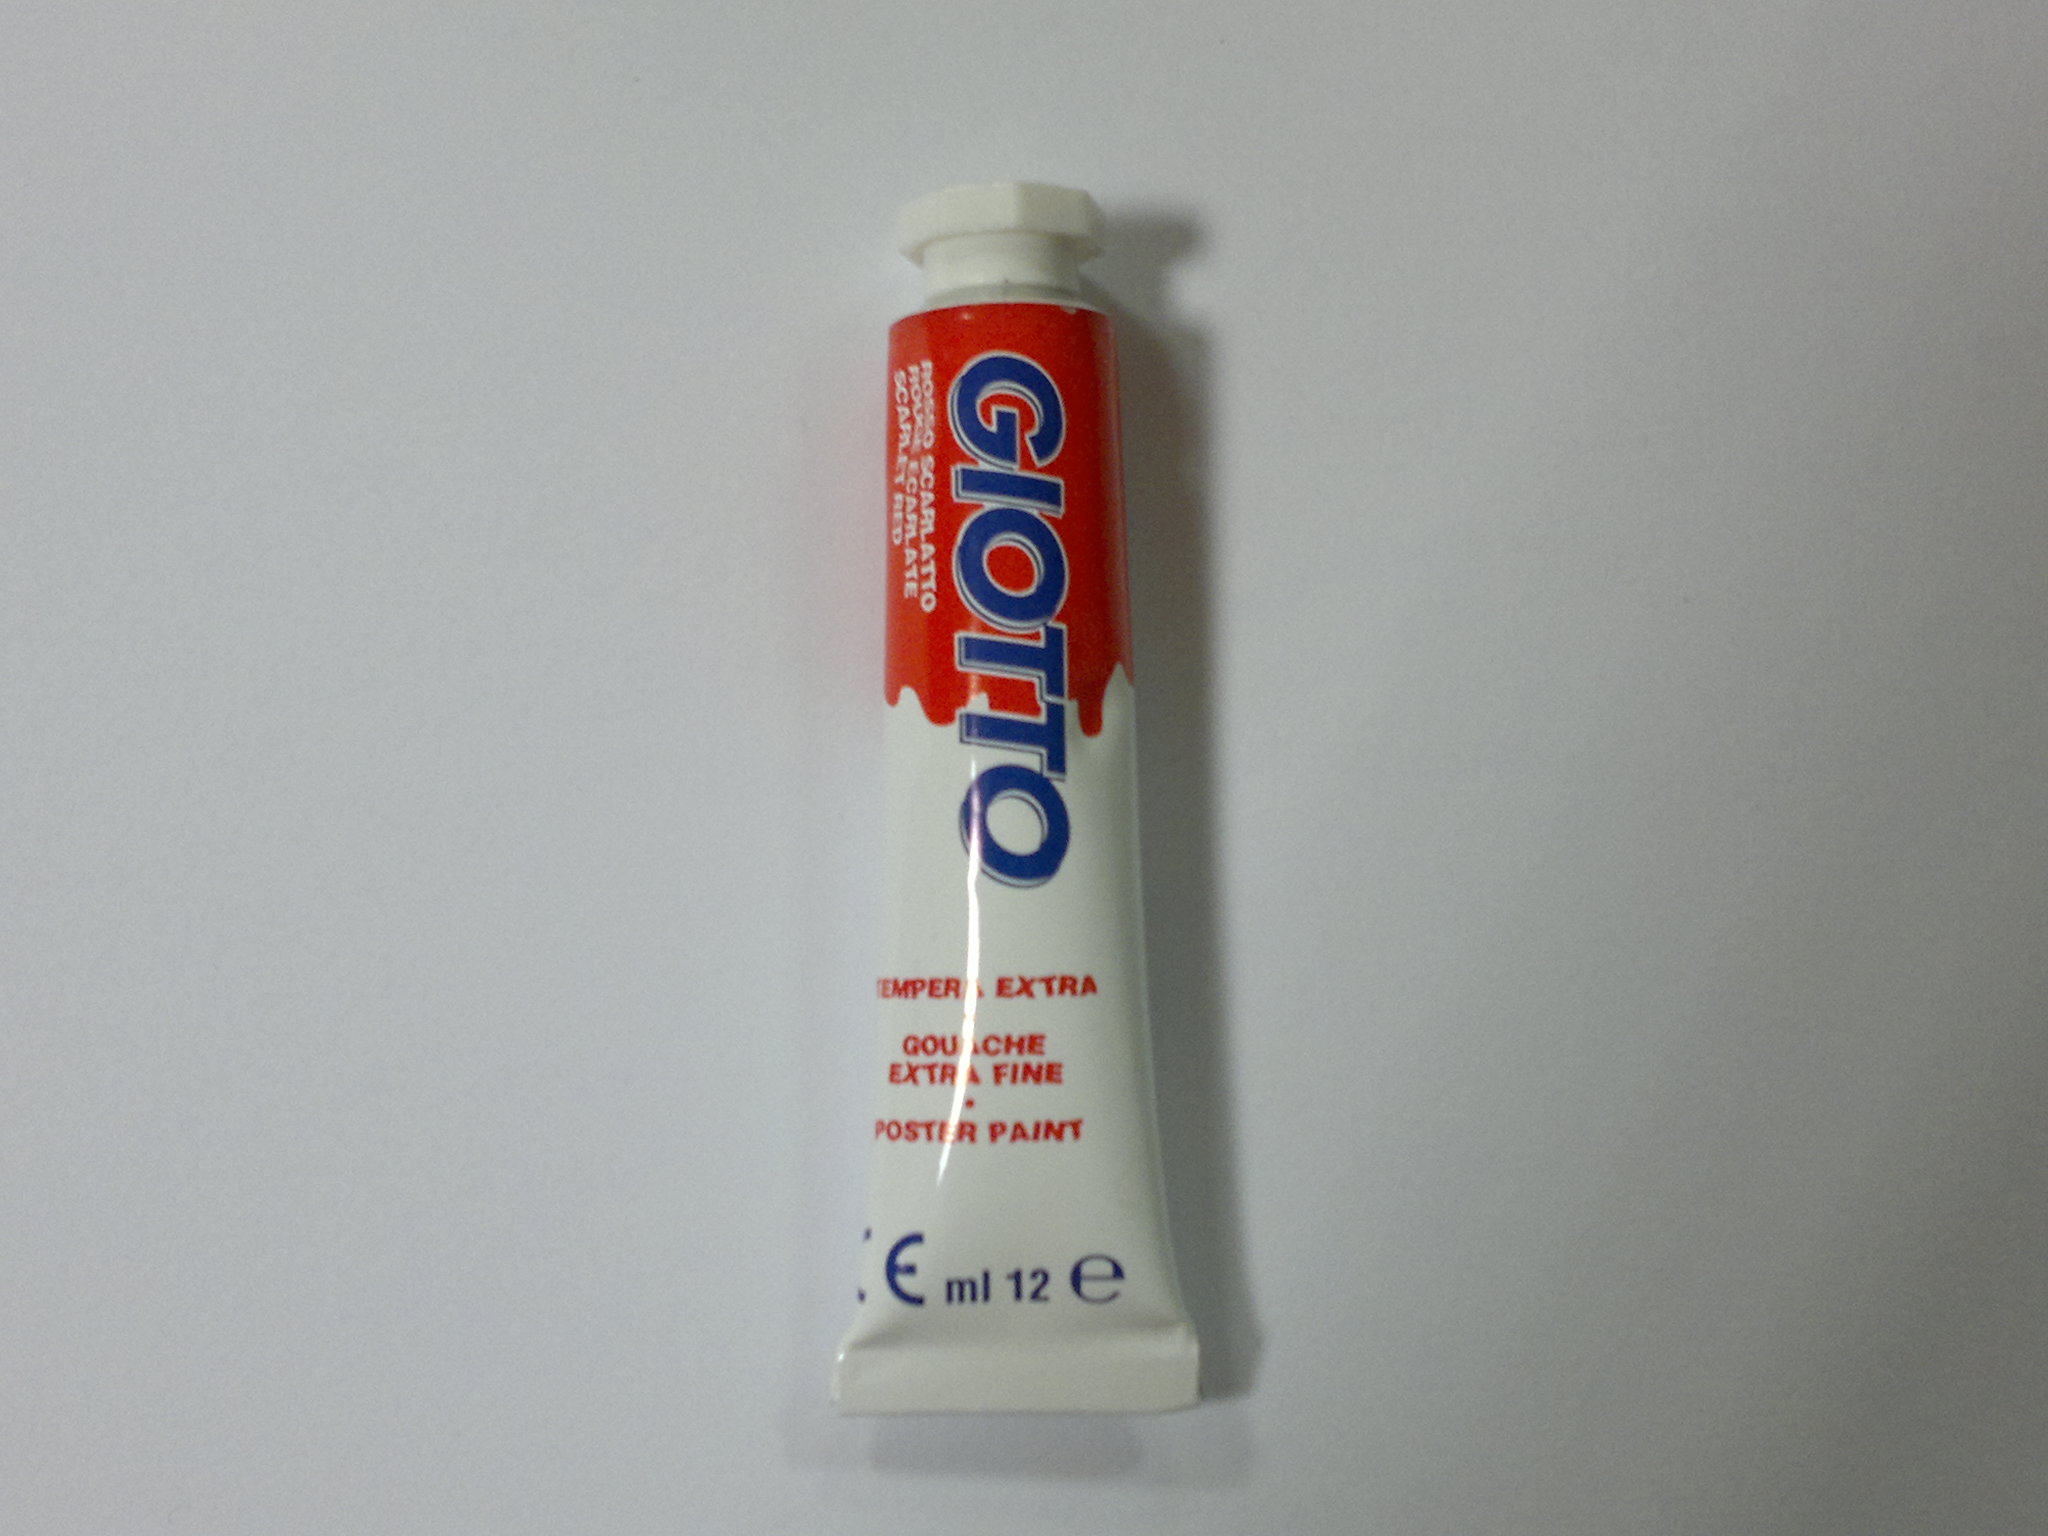 GIOTTO
ROSSO SCARLATTO
ROUGE ECARLATE
SCARLET RED
TEMPERA EXTRA
GOUACHE
EXTRA FINE
•
POSTER PAINT
CE ml 12 ℮